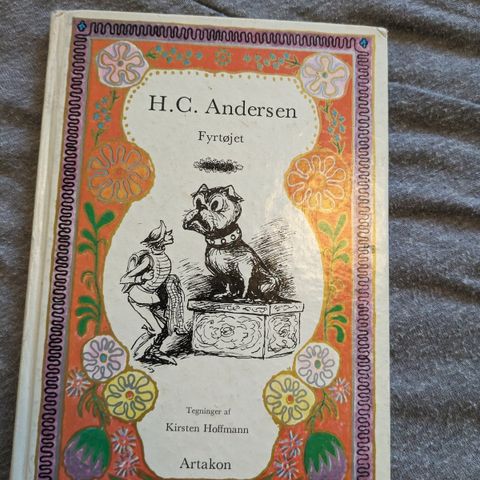 H.C. Andersen
Fyrtøjet
Tegninger af
Kirsten Hoffmann
Artakon